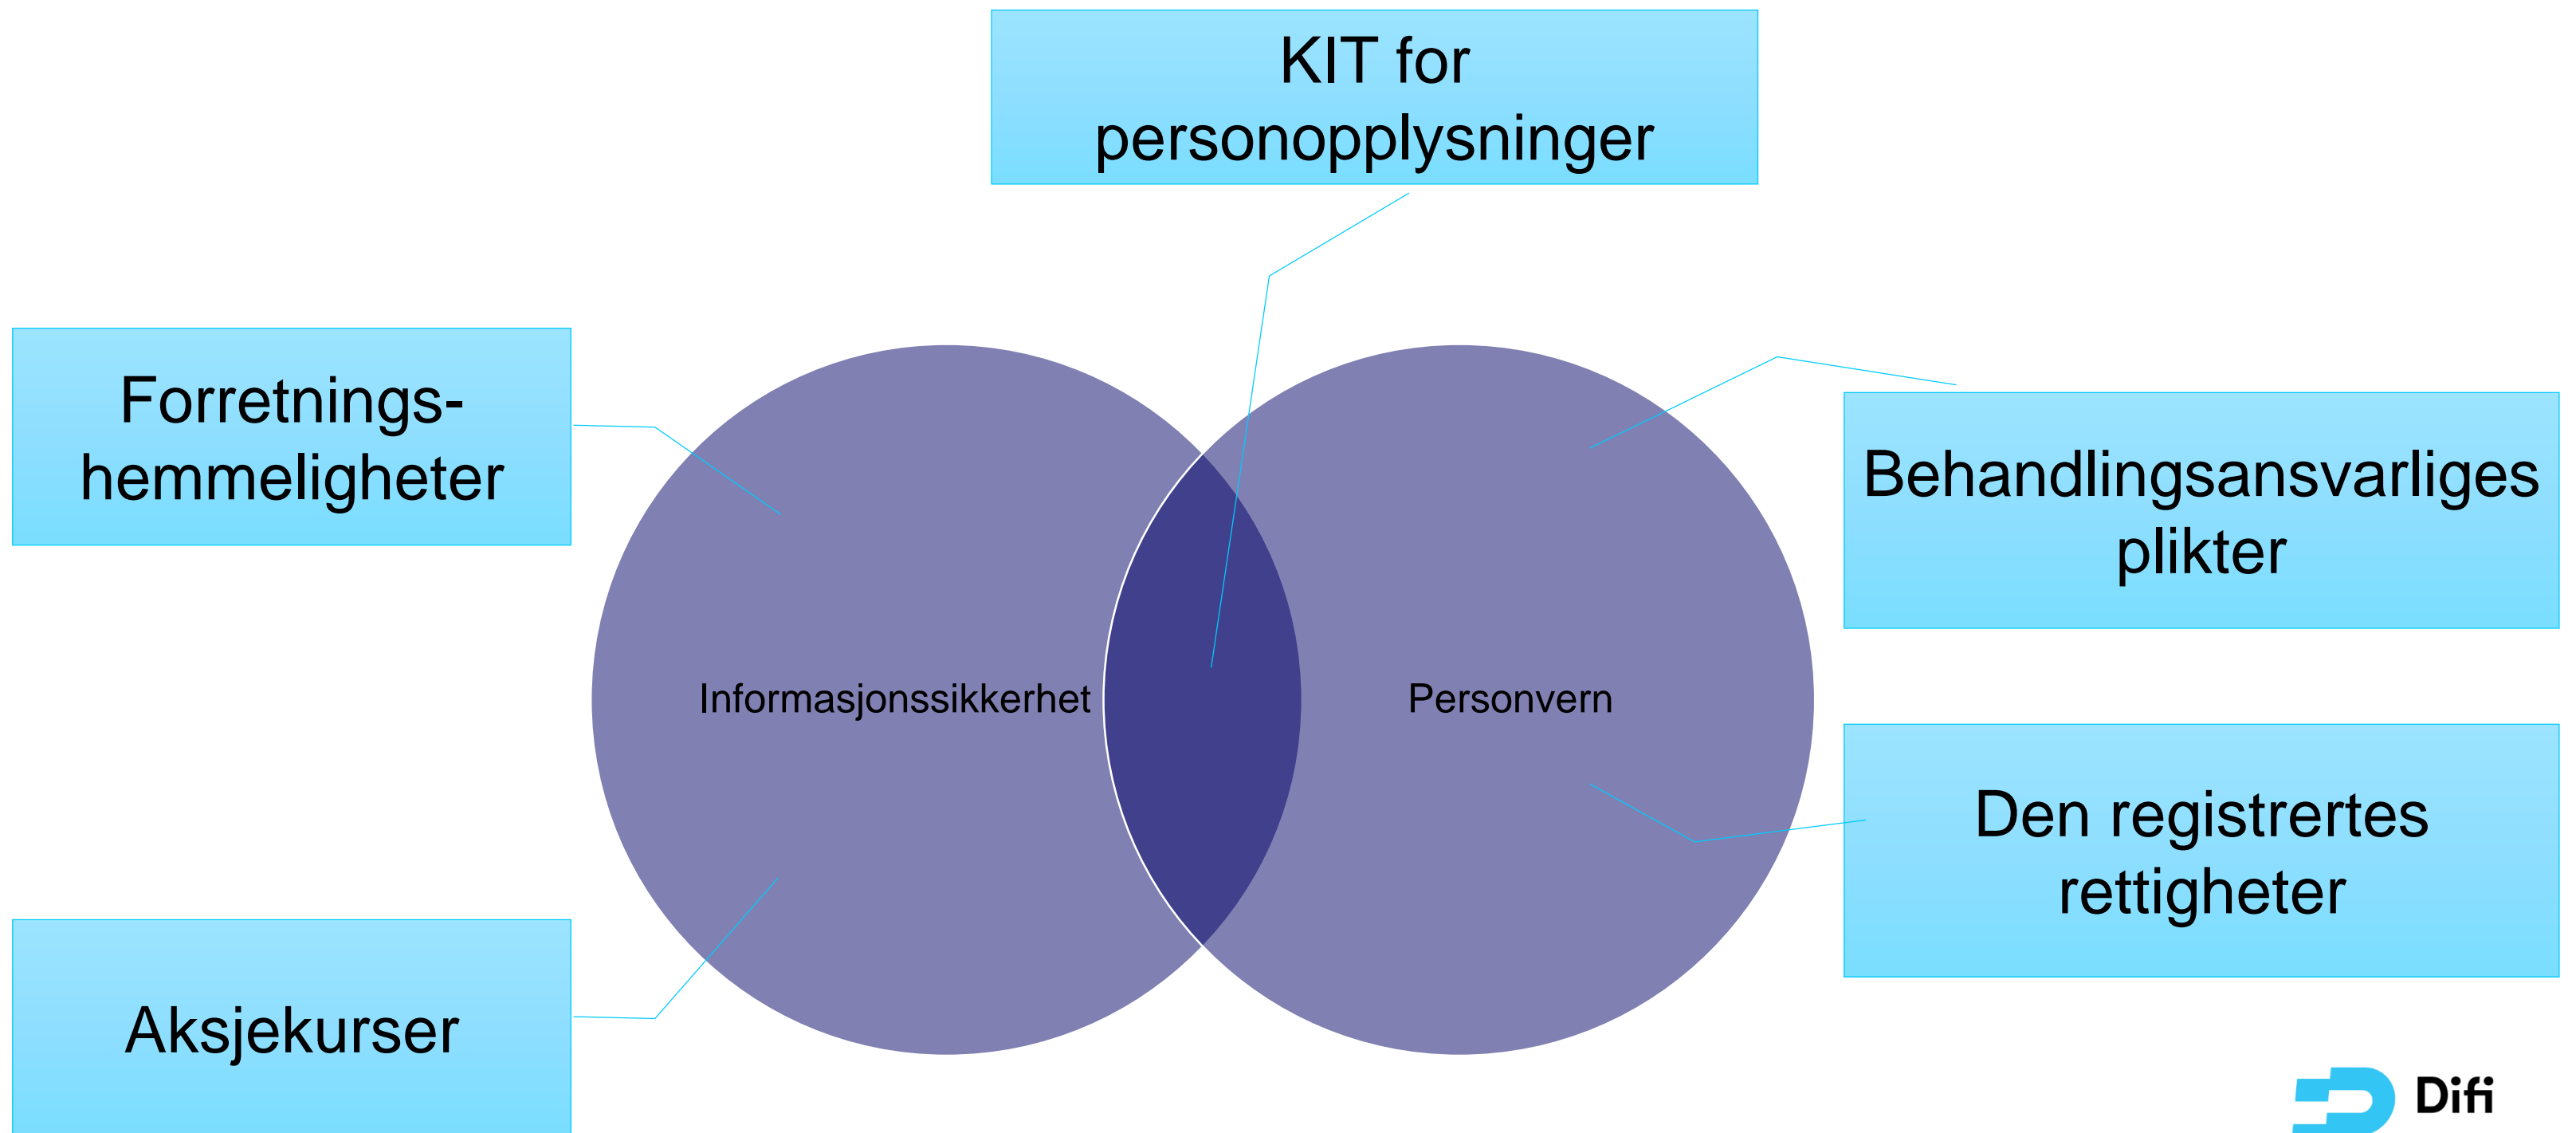 KIT for
personopplysninger
Forretnings-
hemmeligheter
Behandlingsansvarliges
plikter
Informasjonssikkerhet
Personvern
Den registrertes
rettigheter
Aksjekurser
Difi